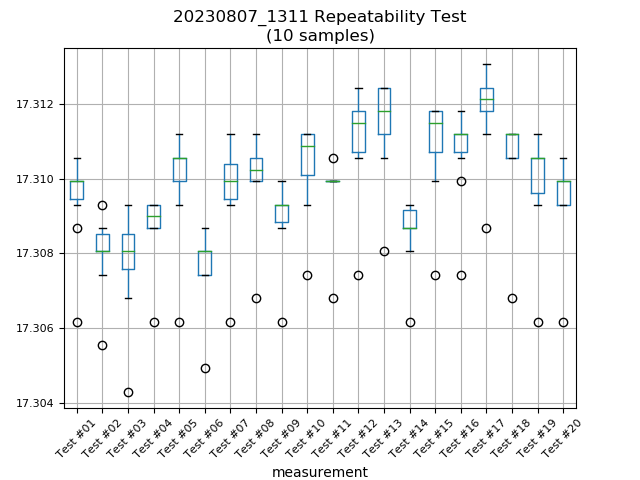 20230807_1311 Repeatability Test
(10 samples)
17.312
17.310
17.308
17.306
17.304
Test #01
Test #02
Test #03
Test #04
Test #05
Test #06
Test #07
Test #08
Test #09
Test #10
Test #11
Test #12
Test #13
Test #14
Test #15
Test #16
Test #17
Test #18
Test #19
Test #20
measurement